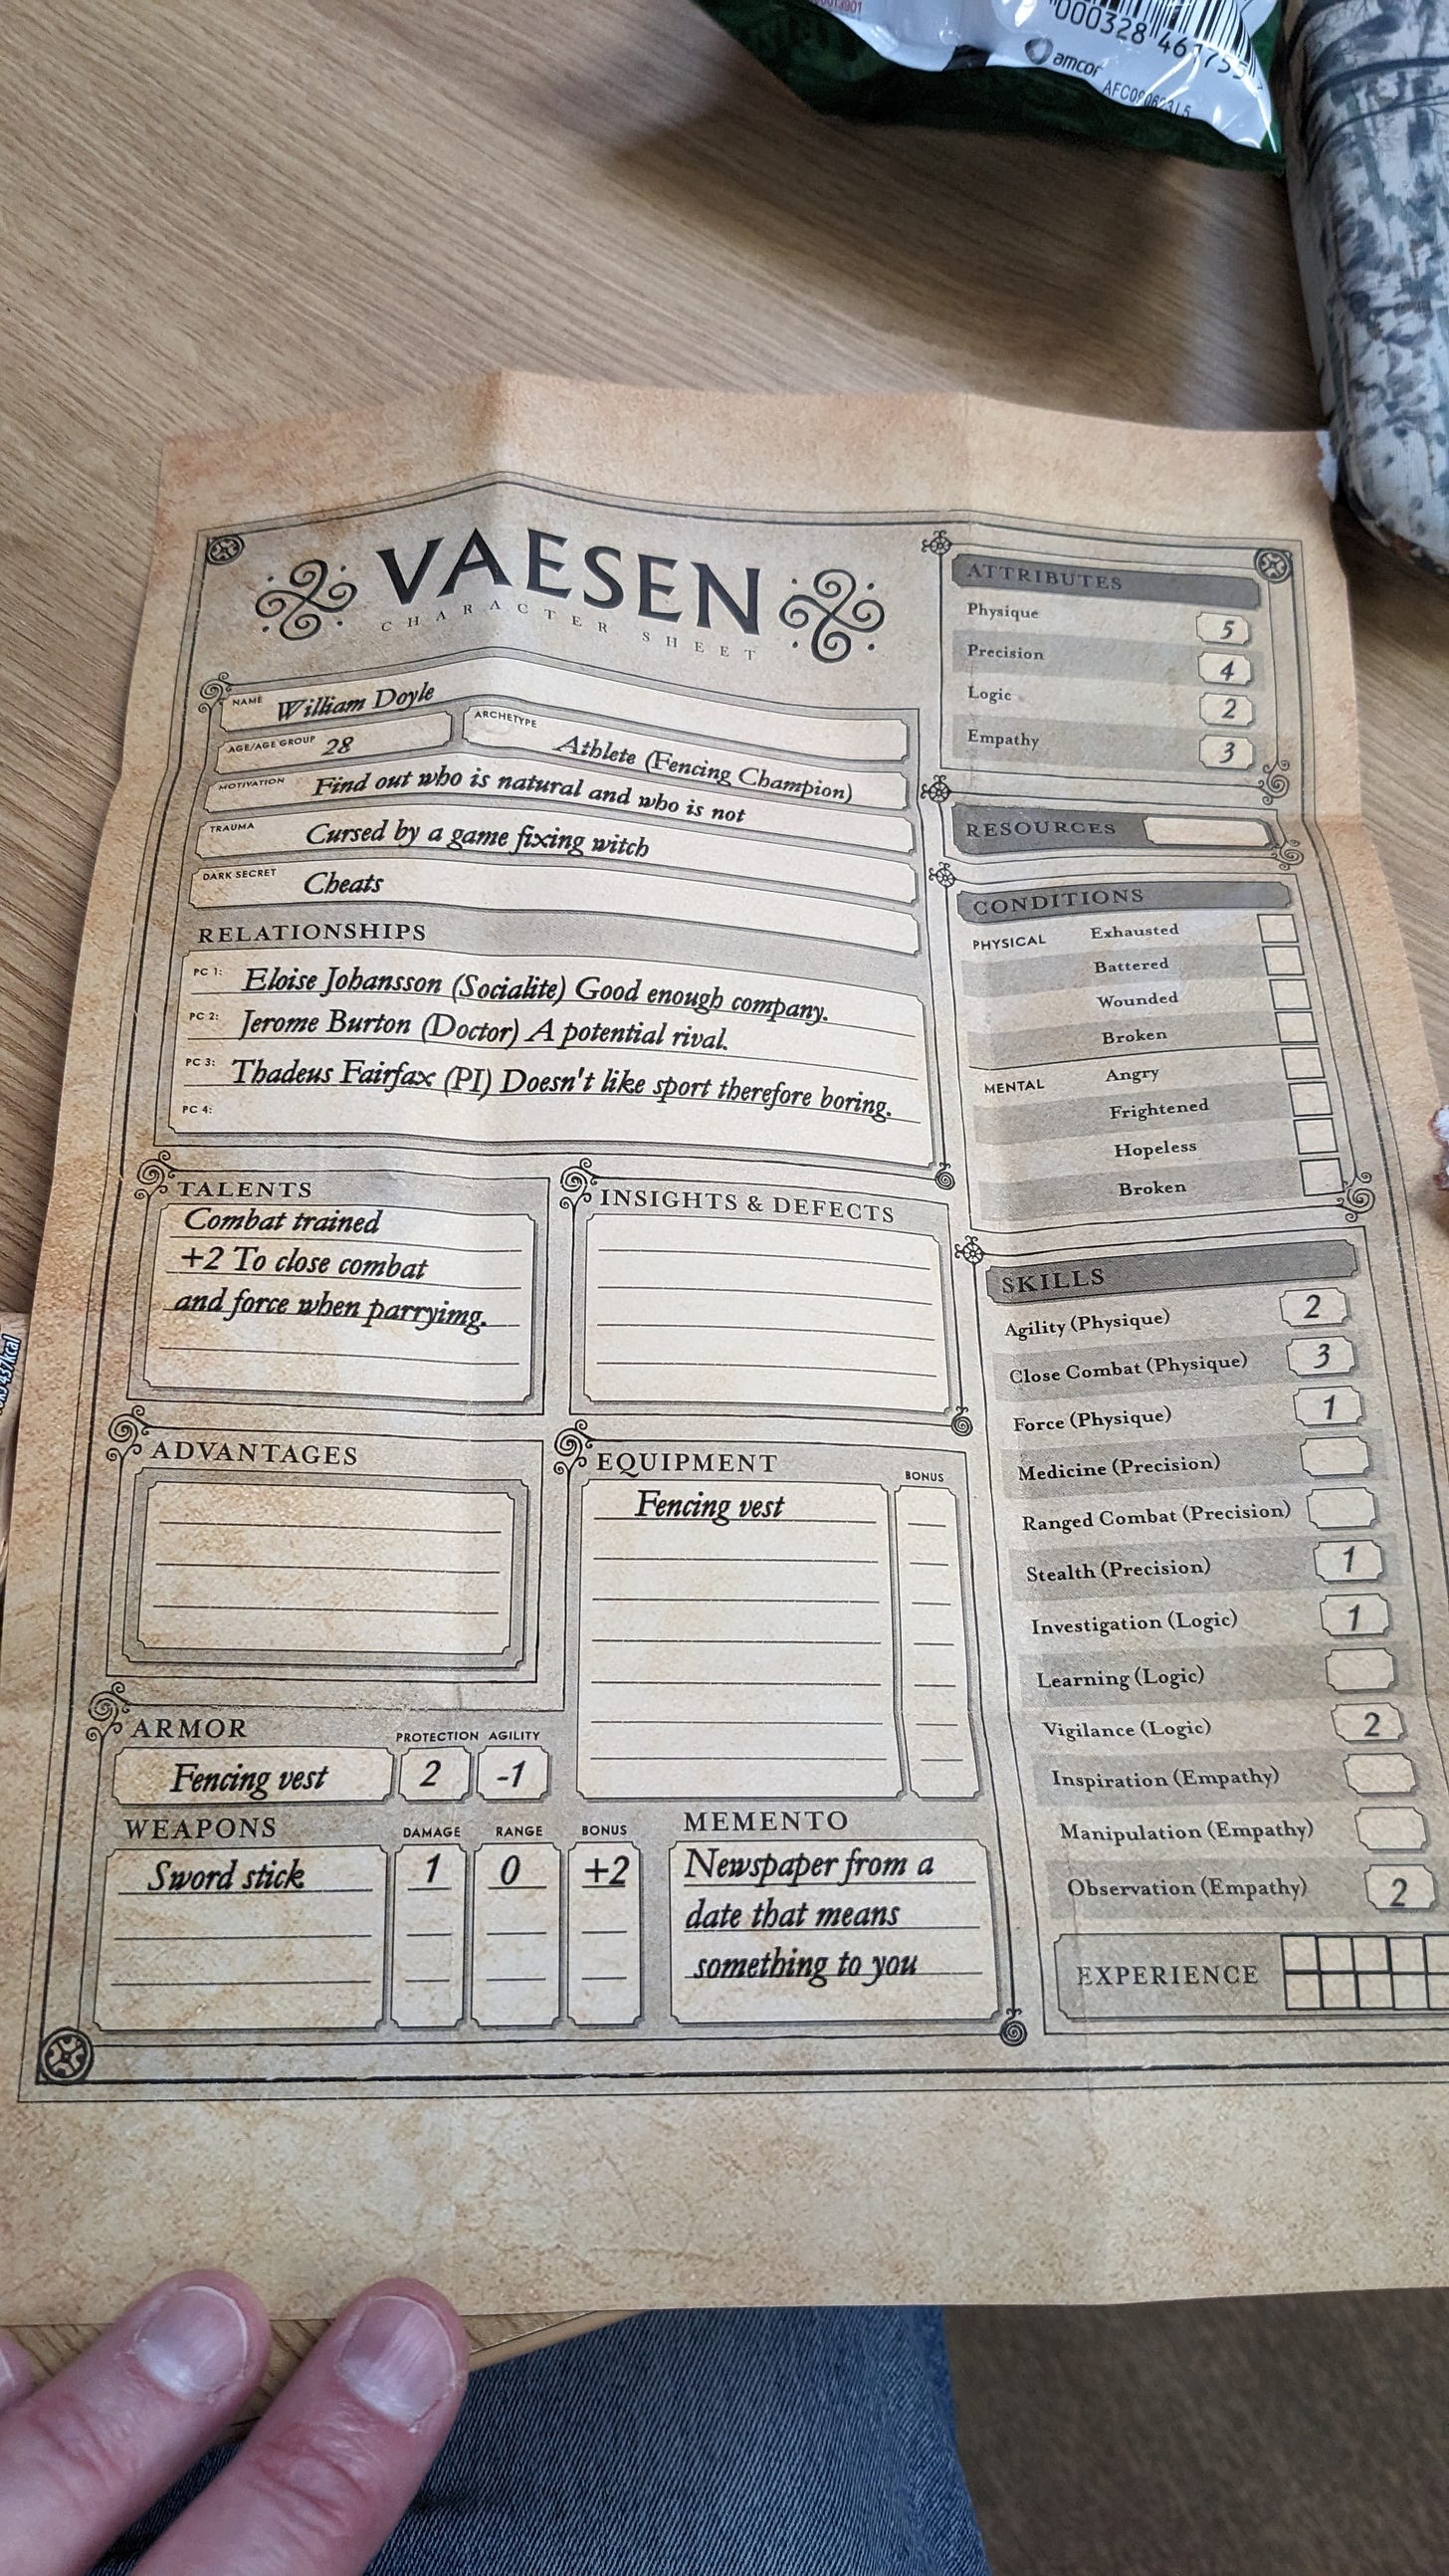 amcor
VAESEN
CHARACTER SHEET
NAME William Doyle
AGE/AGE GROUP 28
ARCHETYPE Athlete (Fencing Champion)
MOTIVATION Find out who is natural and who is not
TRAUMA Cursed by a game fixing witch
DARK SECRET Cheats
RELATIONSHIPS
PC 1: Eloise Johansson (Socialite) Good enough company.
PC 2: Jerome Burton (Doctor) A potential rival.
PC 3: Thadeus Fairfax (PI) Doesn't like sport therefore boring.
PC 4:
TALENTS
Combat trained
+2 To close combat
and force when parryimg.
INSIGHTS & DEFECTS
ADVANTAGES
EQUIPMENT BONUS
Fencing vest
ARMOR PROTECTION AGILITY
Fencing vest 2 -1
WEAPONS DAMAGE RANGE BONUS
Sword stick 1 0 +2
MEMENTO
Newspaper from a
date that means
something to you
ATTRIBUTES
Physique 5
Precision 4
Logic 2
Empathy 3
RESOURCES
CONDITIONS
PHYSICAL Exhausted
Battered
Wounded
Broken
MENTAL Angry
Frightened
Hopeless
Broken
SKILLS
Agility (Physique) 2
Close Combat (Physique) 3
Force (Physique) 1
Medicine (Precision)
Ranged Combat (Precision)
Stealth (Precision) 1
Investigation (Logic) 1
Learning (Logic)
Vigilance (Logic) 2
Inspiration (Empathy)
Manipulation (Empathy)
Observation (Empathy) 2
EXPERIENCE